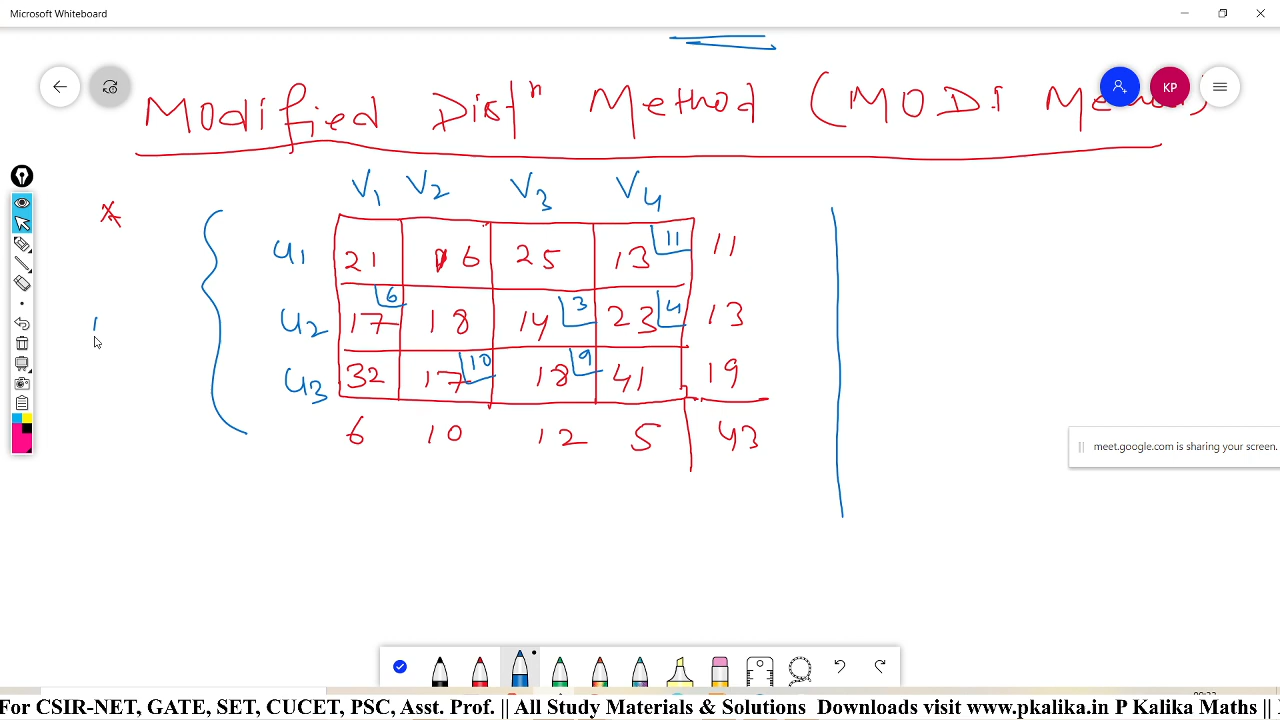 Microsoft Whiteboard
Modified Distⁿ Method (MODI Method)
KP
V1 V2 V3 V4
u1 21 16 25 13 11 11
u2 17 6 18 14 3 23 4 13
u3 32 17 10 18 9 41 19
6 10 12 5 43
meet.google.com is sharing your screen.
For CSIR-NET, GATE, SET, CUCET, PSC, Asst. Prof. || All Study Materials & Solutions Downloads visit www.pkalika.in P Kalika Maths ||